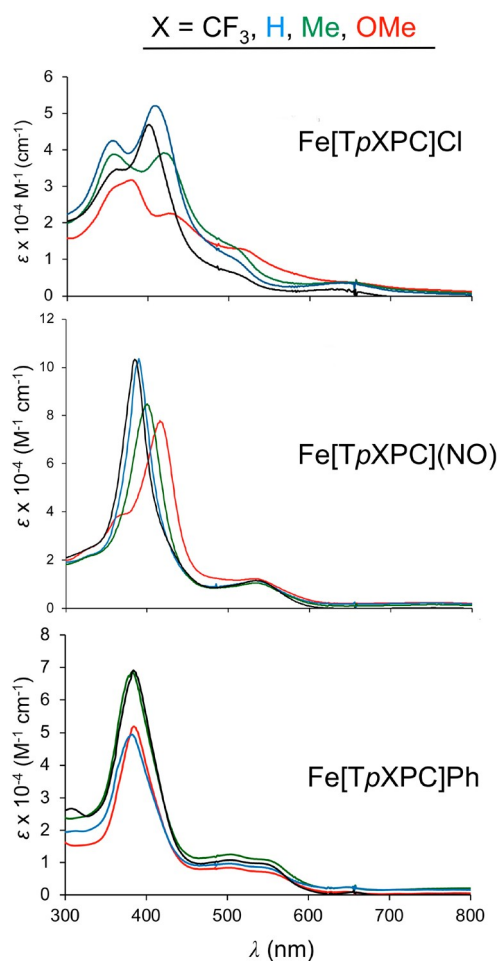 X = CF3, H, Me, OMe
6
5
4
3
2
1
0
ε x 10-4 M-1 (cm-1)
Fe[TpXPC]Cl
12
10
8
6
4
2
0
ε x 10-4 (M-1 cm-1)
Fe[TpXPC](NO)
8
7
6
5
4
3
2
1
0
ε x 10-4 (M-1 cm-1)
Fe[TpXPC]Ph
300 400 500 600 700 800
λ (nm)